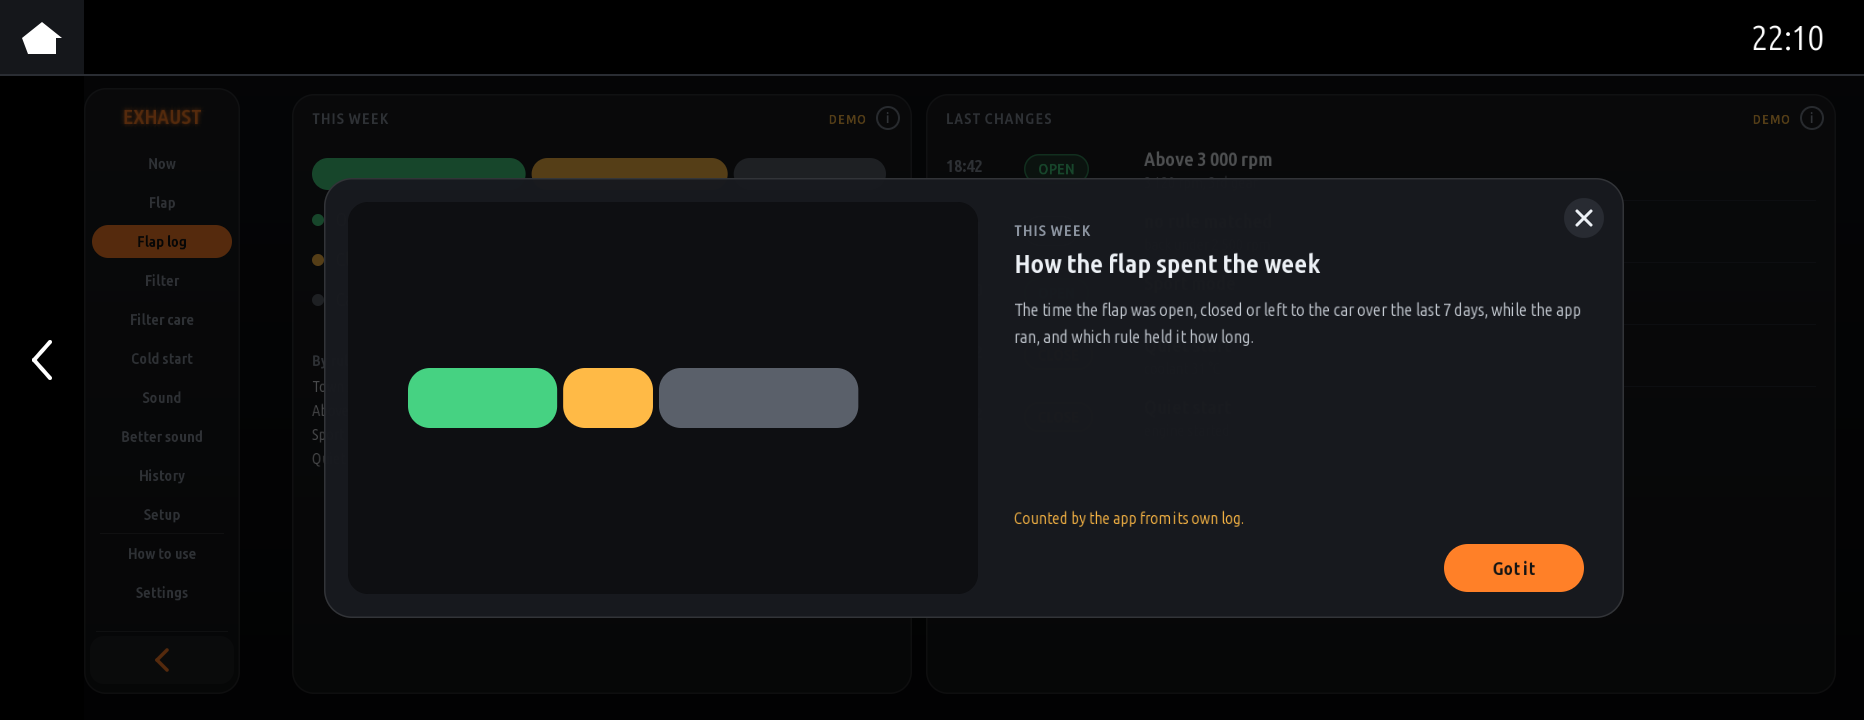 22:10
EXHAUST
Now
Flap
Flap log
Filter
Filter care
Cold start
Sound
Better sound
History
Setup
How to use
Settings
THIS WEEK
DEMO
i
LAST CHANGES
DEMO
i
18:42
OPEN
Above 3 000 rpm
THIS WEEK
How the flap spent the week
The time the flap was open, closed or left to the car over the last 7 days, while the app
ran, and which rule held it how long.
Counted by the app from its own log.
Got it